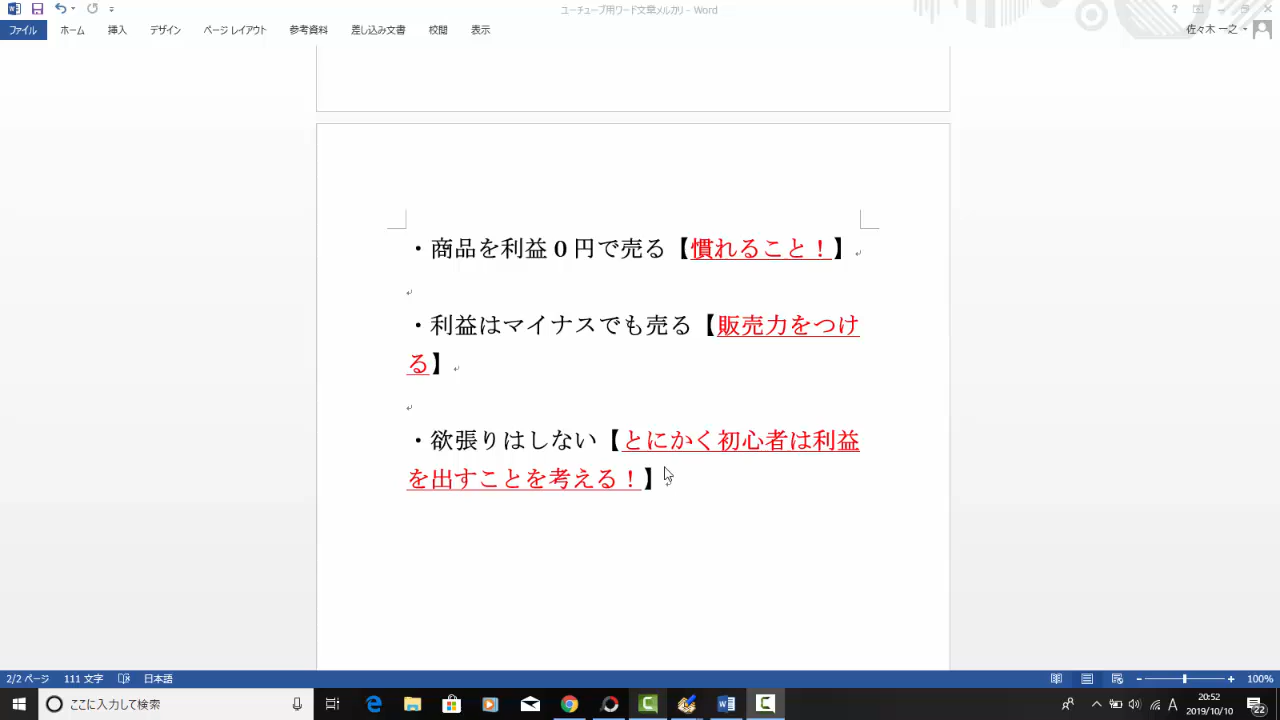 ユーチューブ用ワード文章メルカリ - Word
ファイル ホーム 挿入 デザイン ページ レイアウト 参考資料 差し込み文書 校閲 表示 佐々木 一之
・商品を利益０円で売る【慣れること！】
・利益はマイナスでも売る【販売力をつけ
る】
・欲張りはしない【とにかく初心者は利益
を出すことを考える！】
2/2 ページ 111 文字 日本語 100%
ここに入力して検索
A 20:52
2019/10/10 22